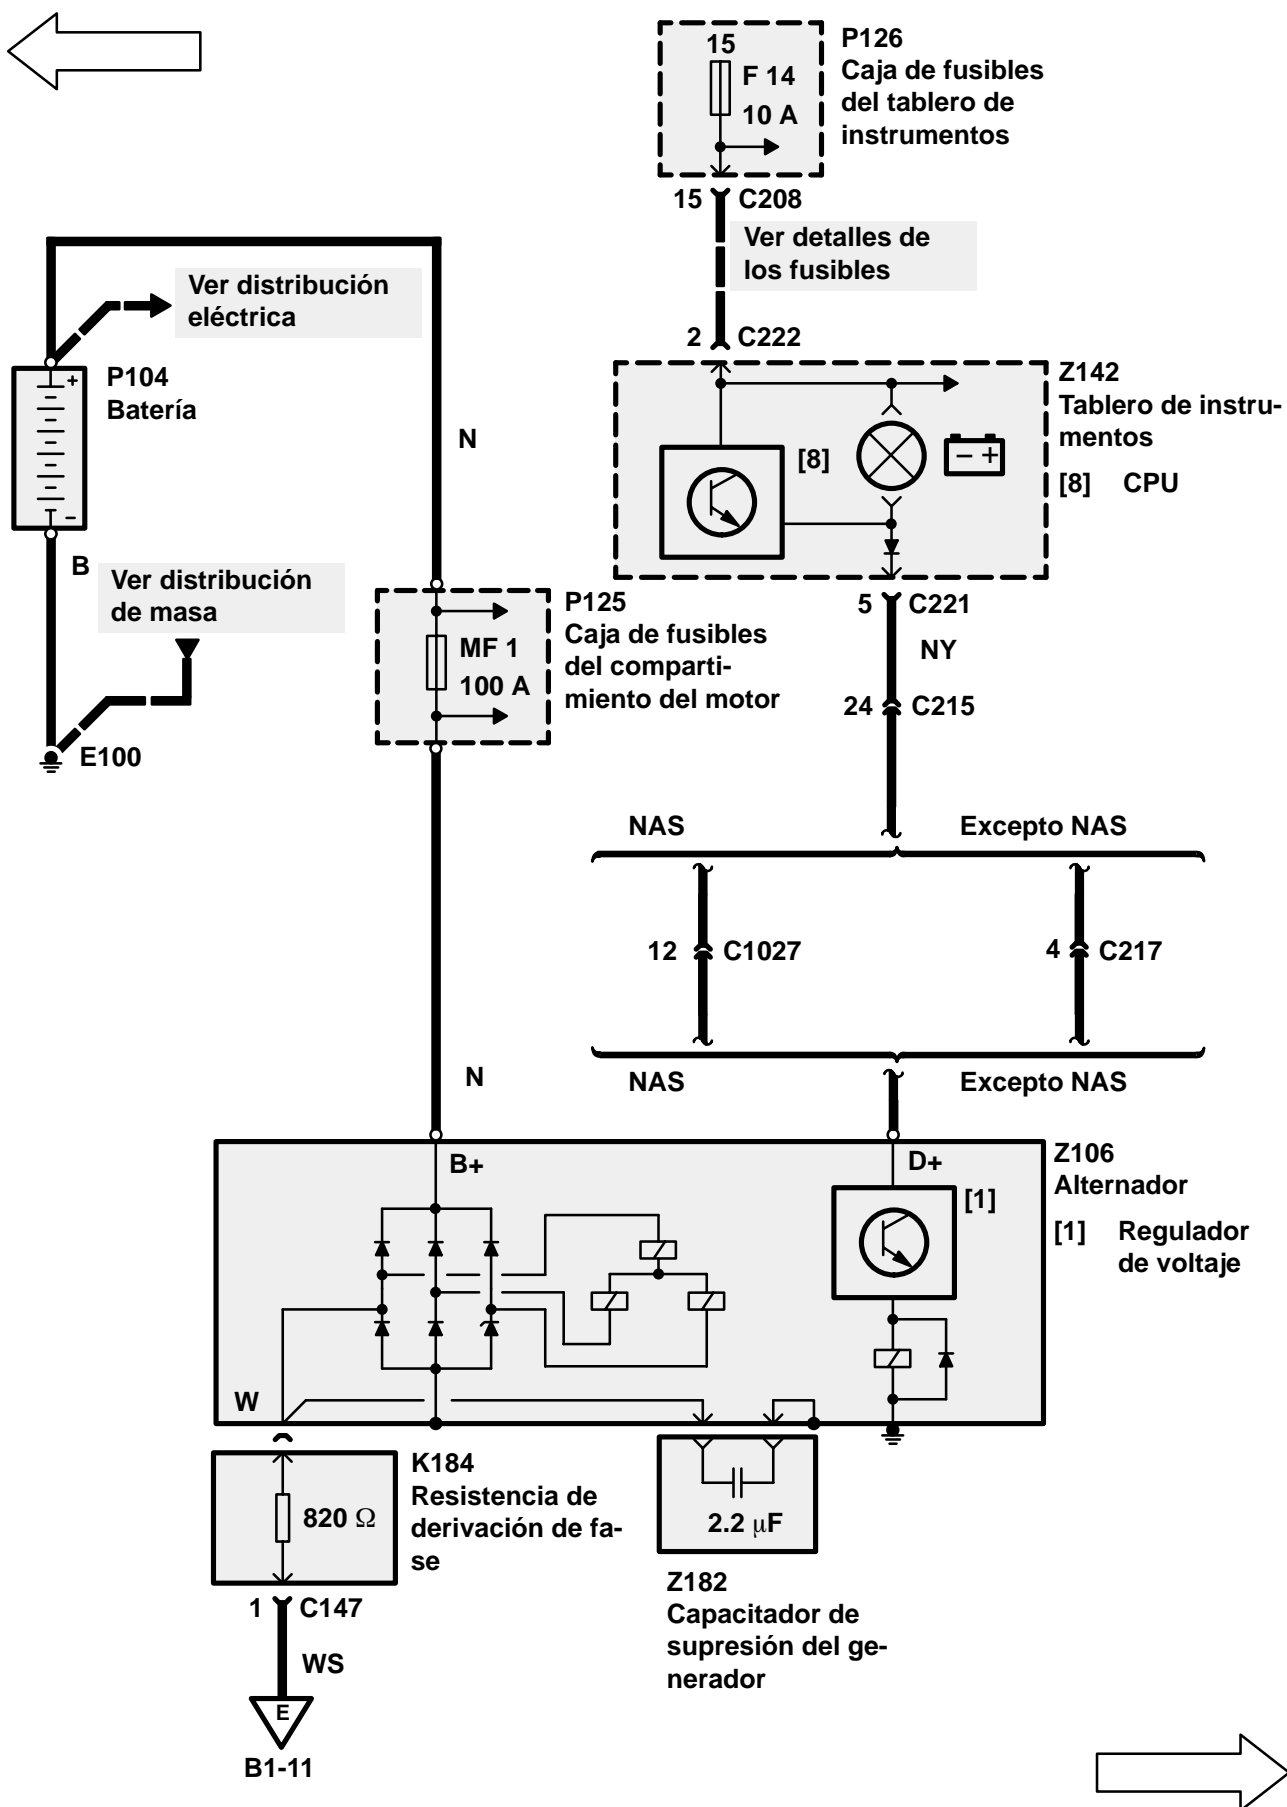 15
F 14
10 A
P126
Caja de fusibles
del tablero de
instrumentos
15 C208
Ver detalles de
los fusibles
2 C222
Ver distribución
eléctrica
P104
Batería
+
−
N
B
Ver distribución
de masa
E100
Z142
Tablero de instru-
mentos
[8] CPU
[8]
− +
5 C221
NY
24 C215
P125
Caja de fusibles
del comparti-
miento del motor
MF 1
100 A
NAS Excepto NAS
12 C1027
4 C217
NAS Excepto NAS
N
B+
D+
[1]
Z106
Alternador
[1] Regulador
de voltaje
W
K184
Resistencia de
derivación de fa-
se
820 Ω
2.2 µF
Z182
Capacitador de
supresión del ge-
nerador
1 C147
WS
E
B1-11